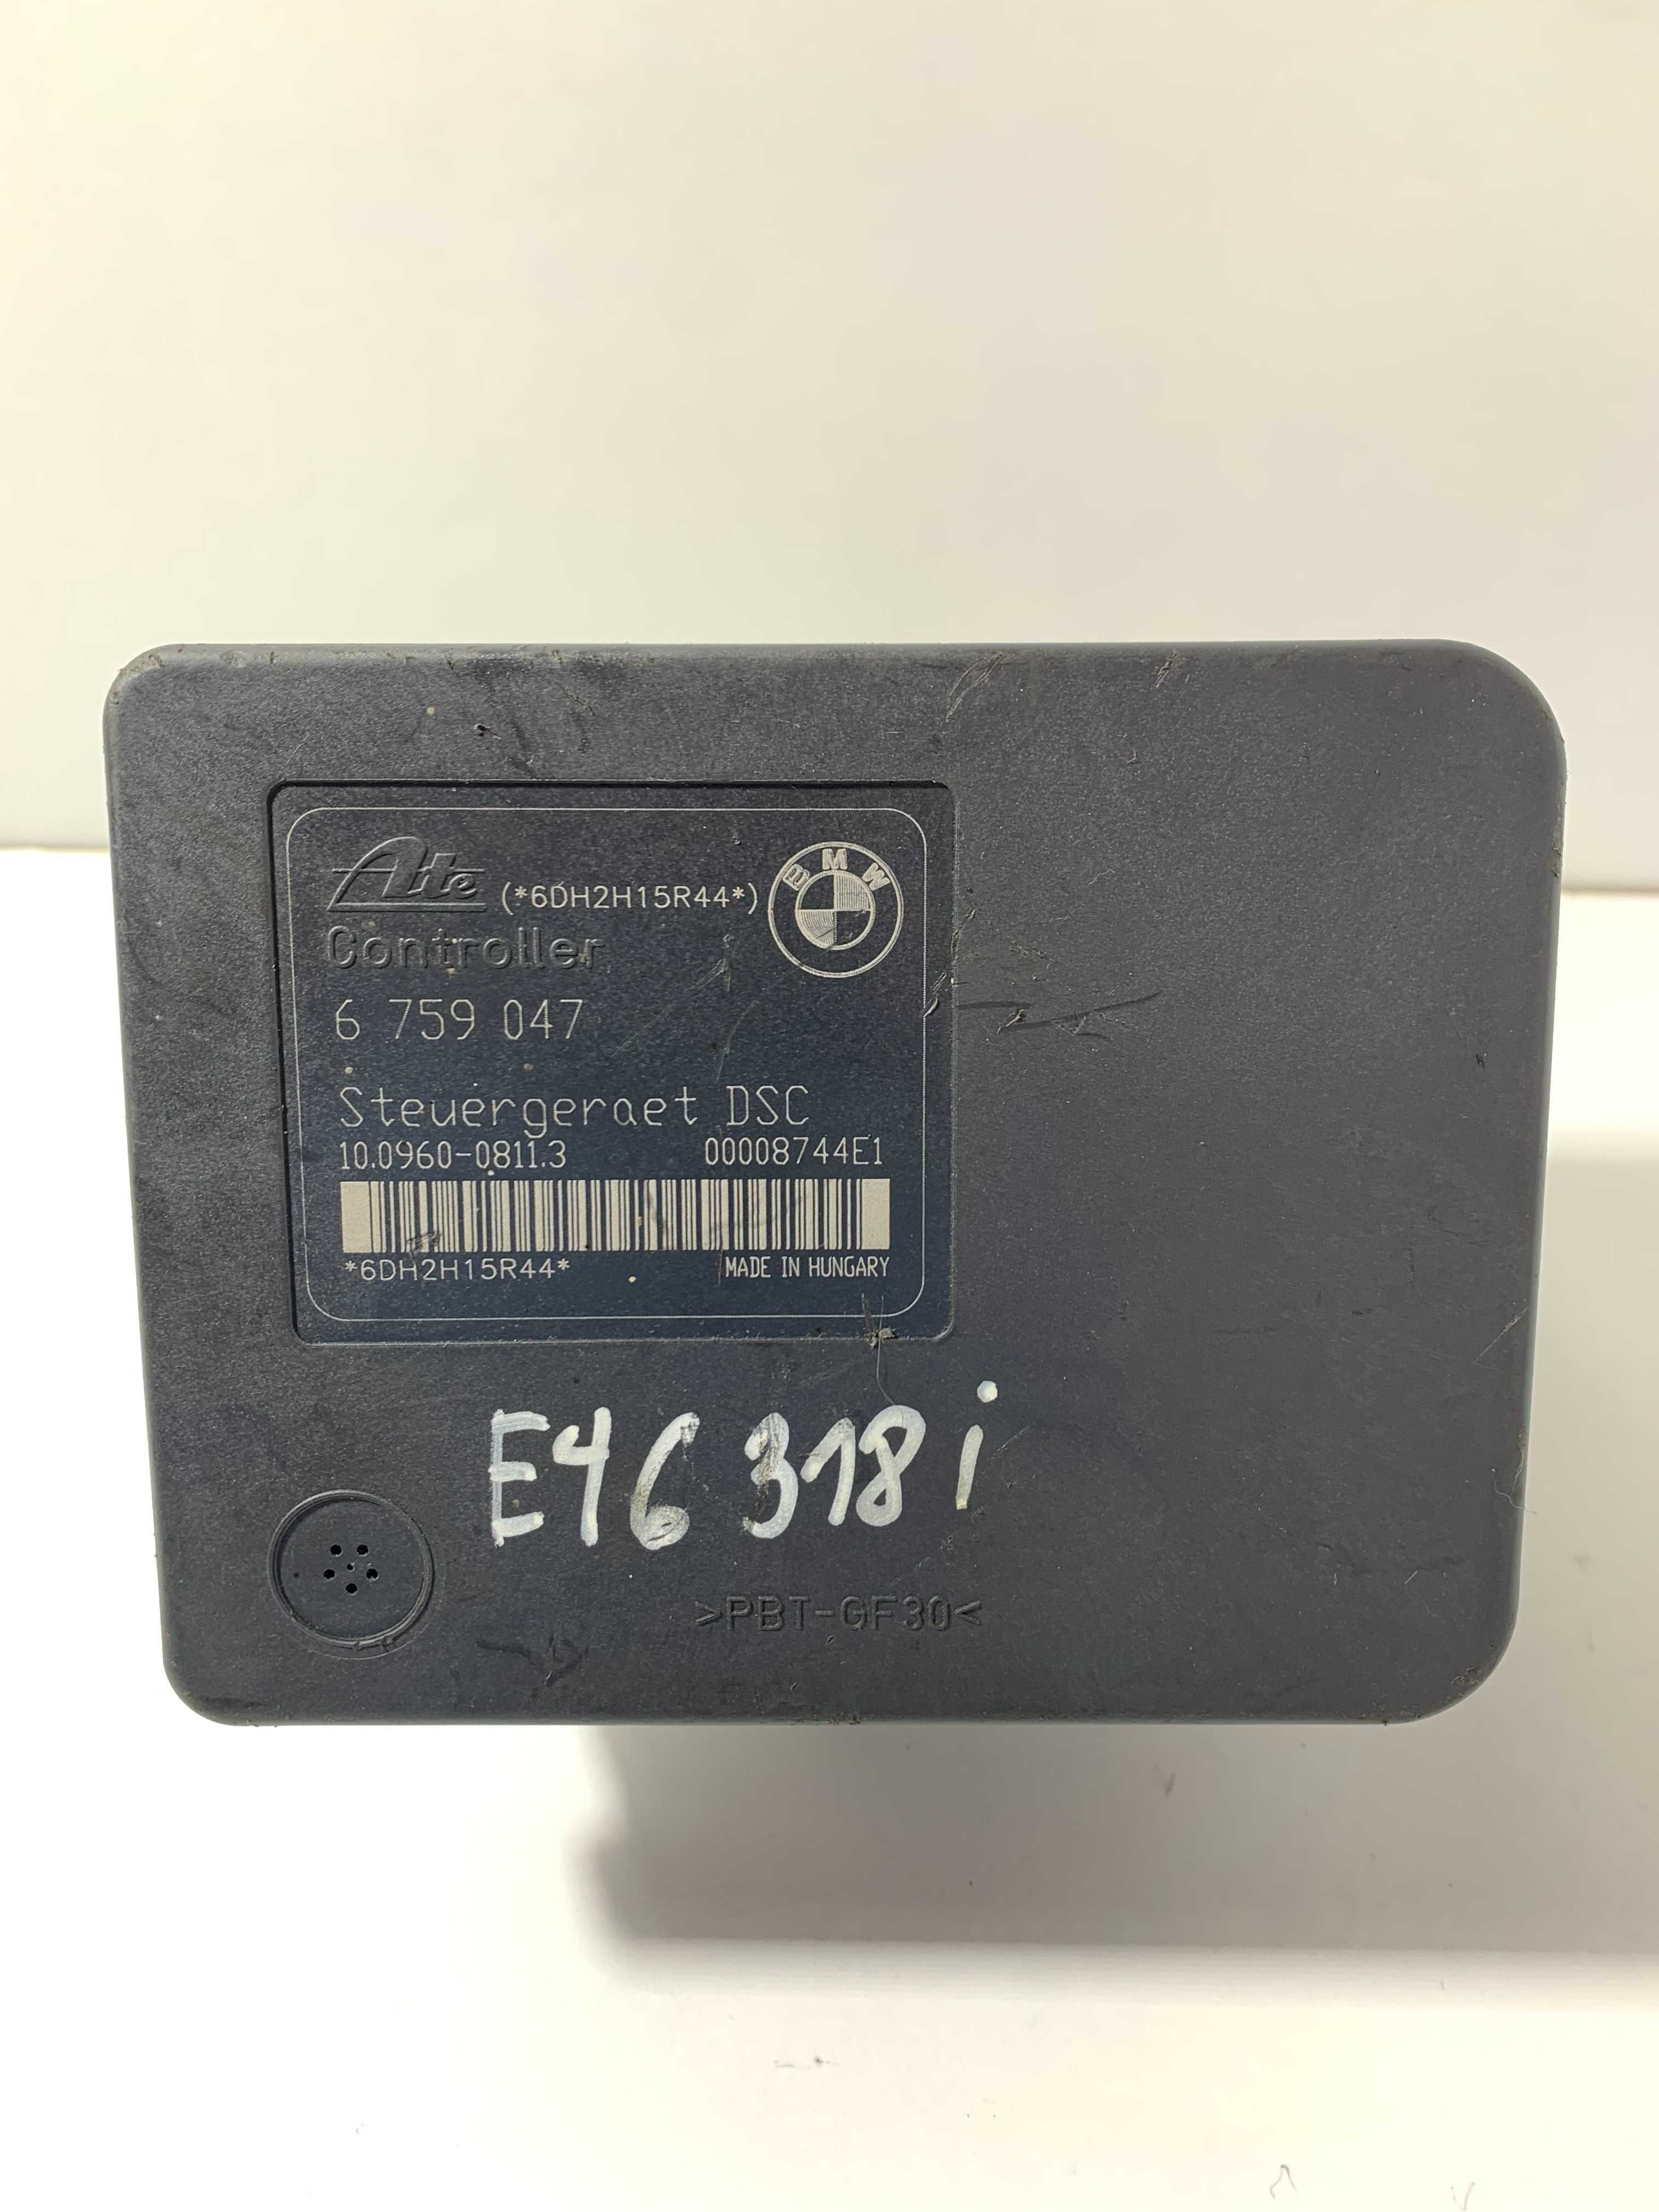 Ate (*6DH2H15R44*) BMW
Controller
6 759 047
Steuergeraet DSC
10.0960-0811.3 00008744E1
*6DH2H15R44* MADE IN HUNGARY
E46 318i
>PBT-GF30<